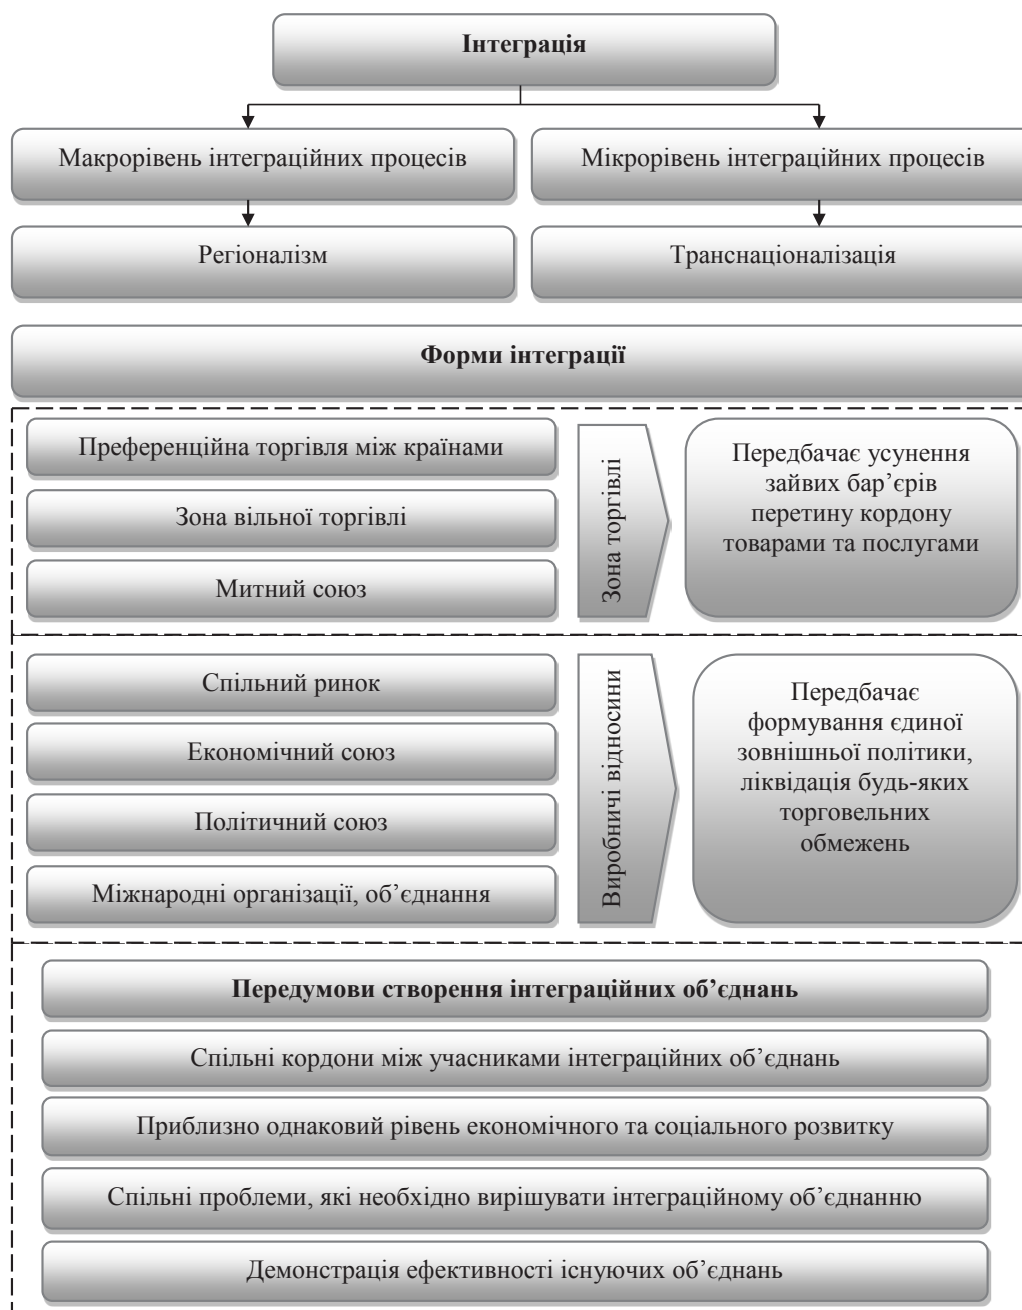 Інтеграція
Макрорівень інтеграційних процесів
Мікрорівень інтеграційних процесів
Регіоналізм
Транснаціоналізація
Форми інтеграції
Преференційна торгівля між країнами
Зона вільної торгівлі
Митний союз
Зона торгівлі
Передбачає усунення
зайвих бар’єрів
перетину кордону
товарами та послугами
Спільний ринок
Економічний союз
Політичний союз
Міжнародні організації, об’єднання
Виробничі відносини
Передбачає
формування єдиної
зовнішньої політики,
ліквідація будь-яких
торговельних
обмежень
Передумови створення інтеграційних об’єднань
Спільні кордони між учасниками інтеграційних об’єднань
Приблизно однаковий рівень економічного та соціального розвитку
Спільні проблеми, які необхідно вирішувати інтеграційному об’єднанню
Демонстрація ефективності існуючих об’єднань